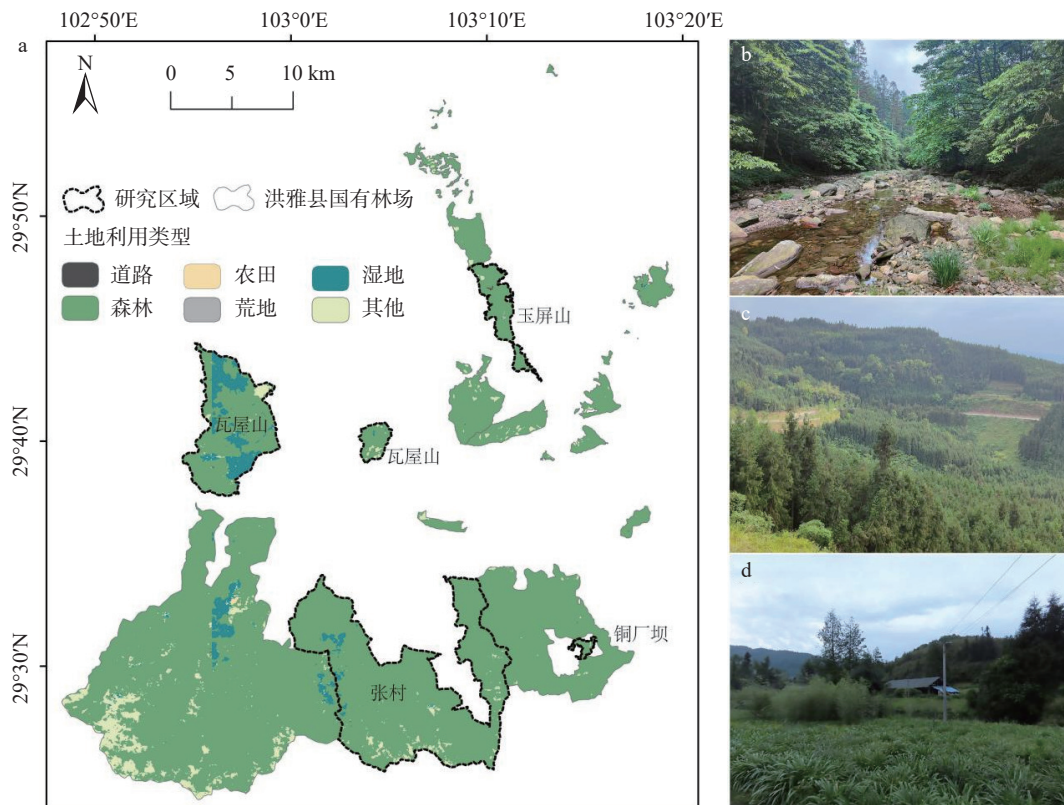 102°50′E 103°0′E 103°10′E 103°20′E
a
N
0 5 10 km
研究区域 洪雅县国有林场
土地利用类型
道路 农田 湿地
森林 荒地 其他
29°50′N
29°40′N
29°30′N
玉屏山
瓦屋山
瓦屋山
铜厂坝
张村
b
c
d